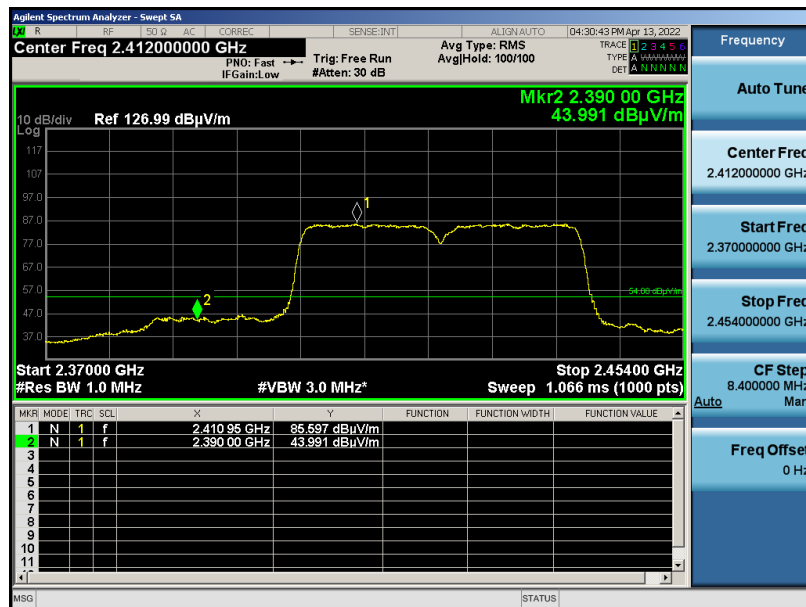 Agilent Spectrum Analyzer - Swept SA
LXI R RF 50 Ω AC CORREC SENSE:INT ALIGN AUTO 04:30:43 PM Apr 13, 2022
Center Freq 2.412000000 GHz
PNO: Fast
IFGain:Low
Trig: Free Run
#Atten: 30 dB
Avg Type: RMS
Avg|Hold: 100/100
TRACE 1 2 3 4 5 6
TYPE A WWWWW
DET A N N N N N
Mkr2 2.390 00 GHz
43.991 dBµV/m
10 dB/div Ref 126.99 dBµV/m
Log
117
107
97.0
87.0
77.0
67.0
57.0
47.0
37.0
1
2
54.00 dBµV/m
Start 2.37000 GHz Stop 2.45400 GHz
#Res BW 1.0 MHz #VBW 3.0 MHz* Sweep 1.066 ms (1000 pts)
MKR MODE TRC SCL X Y FUNCTION FUNCTION WIDTH FUNCTION VALUE
1 N 1 f 2.410 95 GHz 85.597 dBµV/m
2 N 1 f 2.390 00 GHz 43.991 dBµV/m
3
4
5
6
7
8
9
10
11
MSG STATUS
Frequency
Auto Tune
Center Freq
2.412000000 GHz
Start Freq
2.370000000 GHz
Stop Freq
2.454000000 GHz
CF Step
8.400000 MHz
Auto Man
Freq Offset
0 Hz